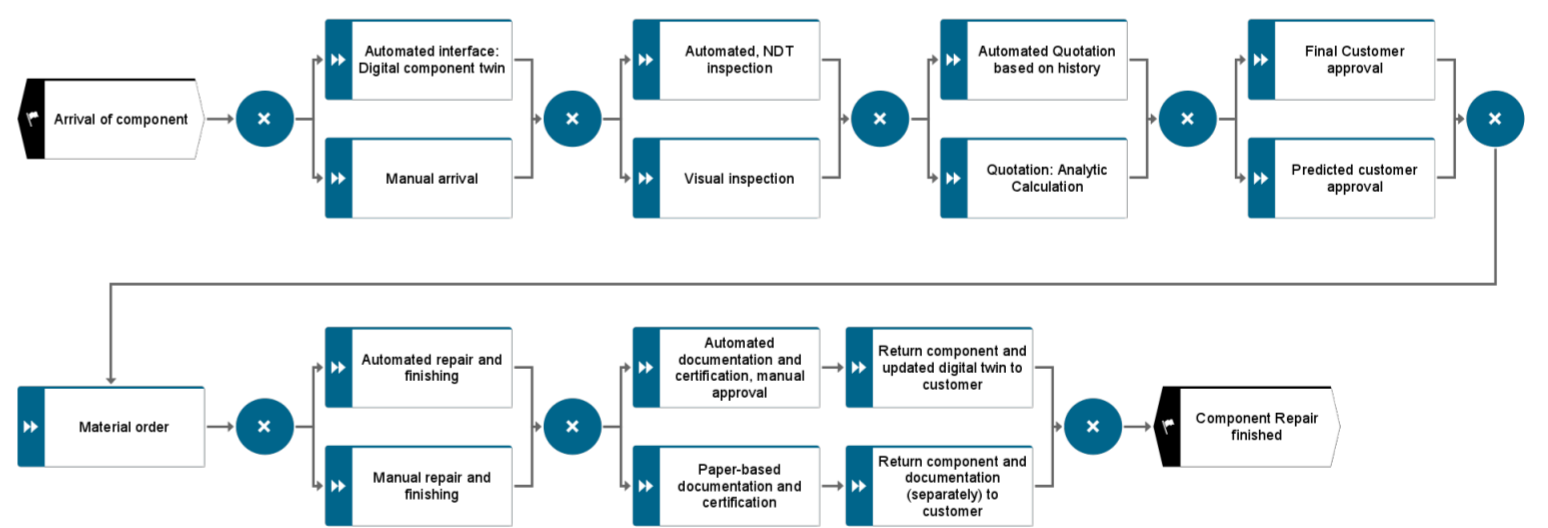 Arrival of component
Automated interface:
Digital component twin
Manual arrival
Automated, NDT
inspection
Visual inspection
Automated Quotation
based on history
Quotation: Analytic
Calculation
Final Customer
approval
Predicted customer
approval
Material order
Automated repair and
finishing
Manual repair and
finishing
Automated
documentation and
certification, manual
approval
Paper-based
documentation and
certification
Return component and
updated digital twin to
customer
Return component and
documentation
(separately) to
customer
Component Repair
finished